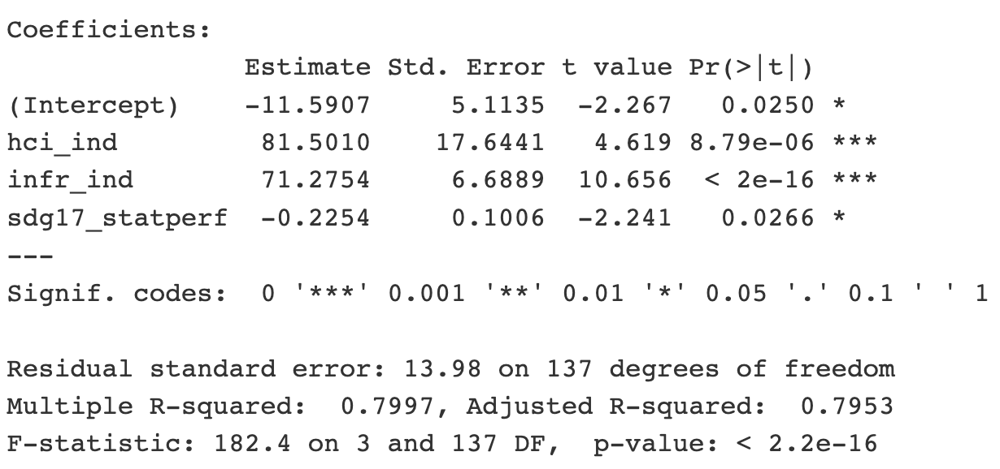 Coefficients:
Estimate Std. Error t value Pr(>|t|)
(Intercept) -11.5907 5.1135 -2.267 0.0250 *
hci_ind 81.5010 17.6441 4.619 8.79e-06 ***
infr_ind 71.2754 6.6889 10.656 < 2e-16 ***
sdg17_statperf -0.2254 0.1006 -2.241 0.0266 *
---
Signif. codes: 0 '***' 0.001 '**' 0.01 '*' 0.05 '.' 0.1 ' ' 1
Residual standard error: 13.98 on 137 degrees of freedom
Multiple R-squared: 0.7997, Adjusted R-squared: 0.7953
F-statistic: 182.4 on 3 and 137 DF, p-value: < 2.2e-16